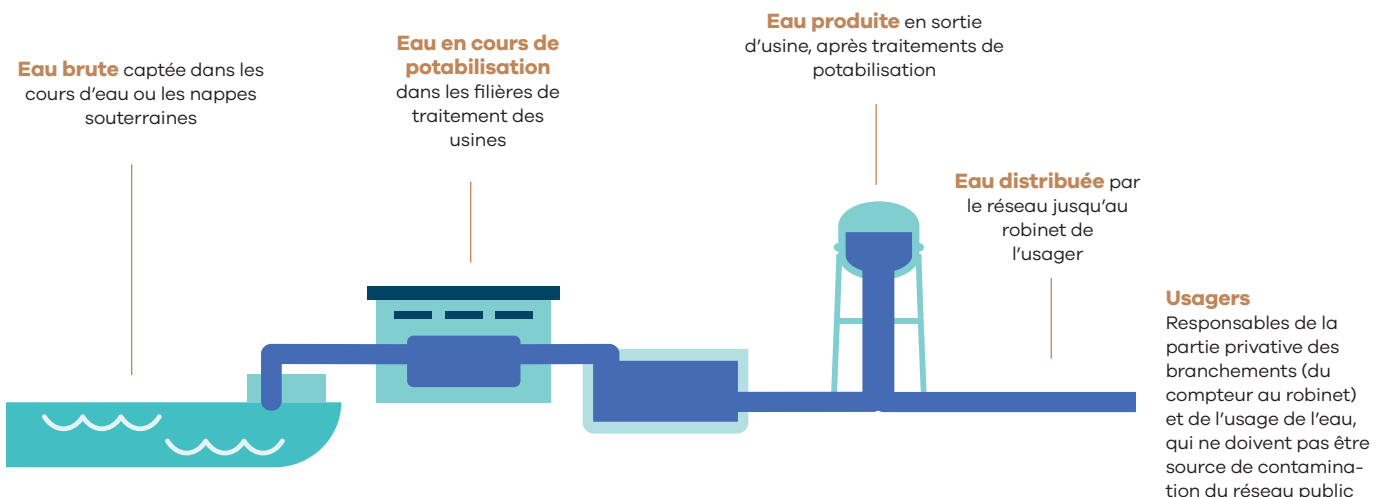 Eau brute captée dans les
cours d'eau ou les nappes
souterraines
Eau en cours de
potabilisation
dans les filières de
traitement des
usines
Eau produite en sortie
d'usine, après traitements de
potabilisation
Eau distribuée par
le réseau jusqu'au
robinet de
l'usager
Usagers
Responsables de la
partie privative des
branchements (du
compteur au robinet)
et de l'usage de l'eau,
qui ne doivent pas être
source de contamina-
tion du réseau public